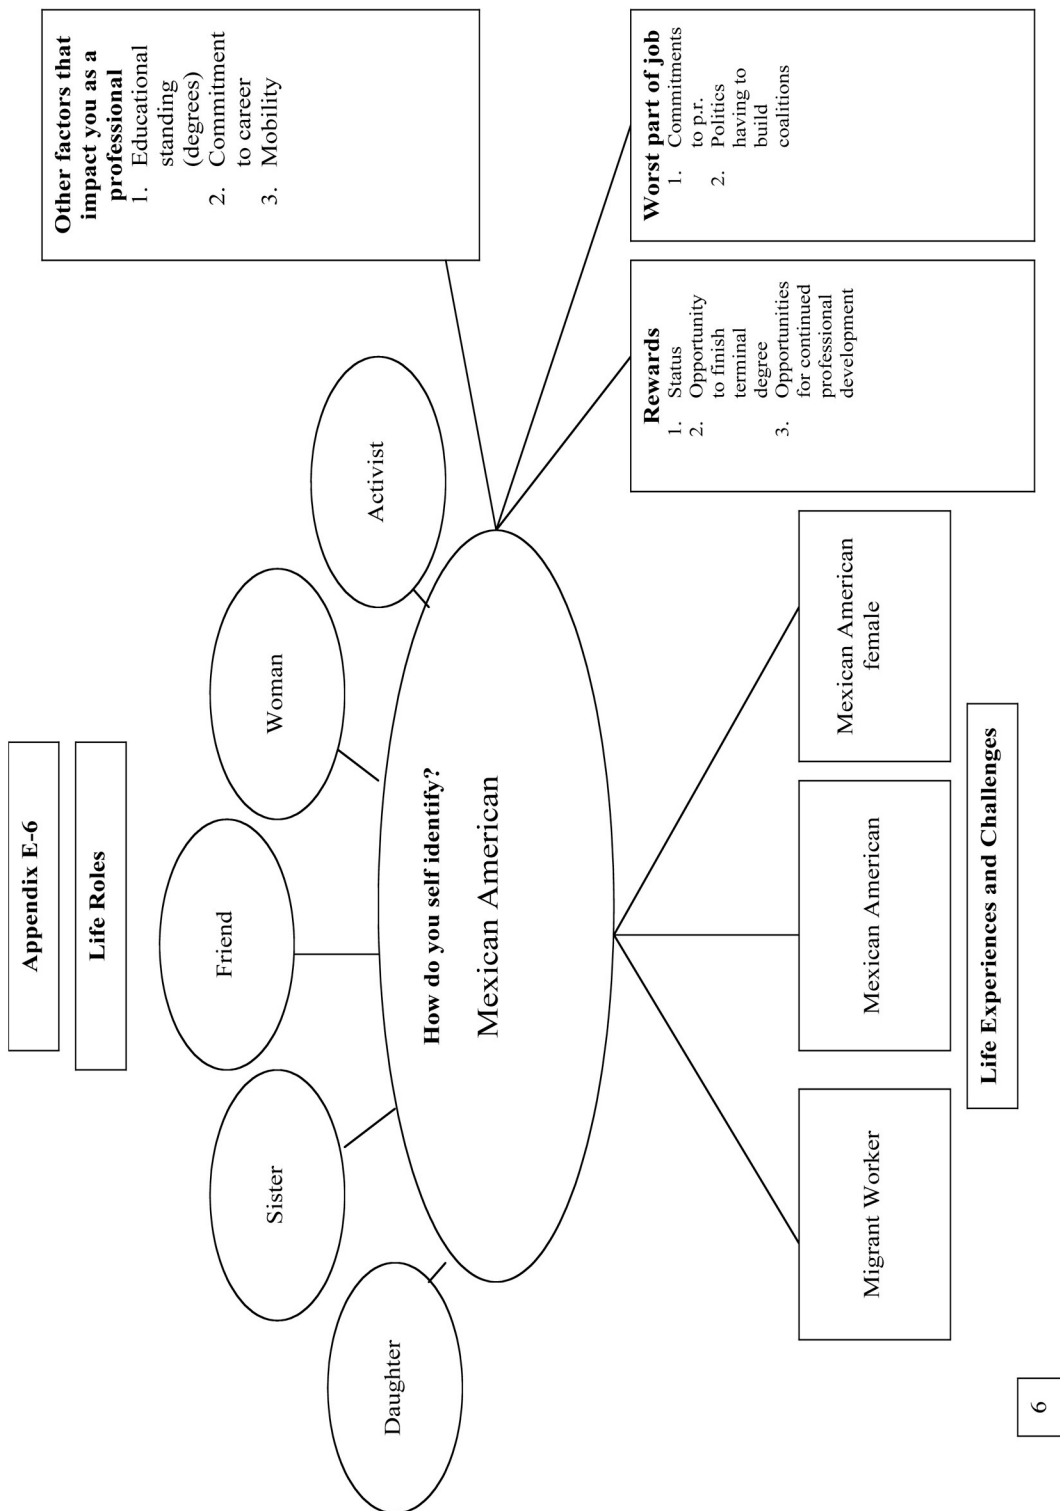 Appendix E-6
Life Roles
Daughter
Sister
Friend
Woman
Activist
Other factors that
impact you as a
professional
1. Educational
standing
(degrees)
2. Commitment
to career
3. Mobility
How do you self identify?
Mexican American
Rewards
1. Status
2. Opportunity
to finish
terminal
degree
3. Opportunities
for continued
professional
development
Worst part of job
1. Commitments
to p.r.
2. Politics
having to
build
coalitions
Migrant Worker
Mexican American
Mexican American
female
Life Experiences and Challenges
6